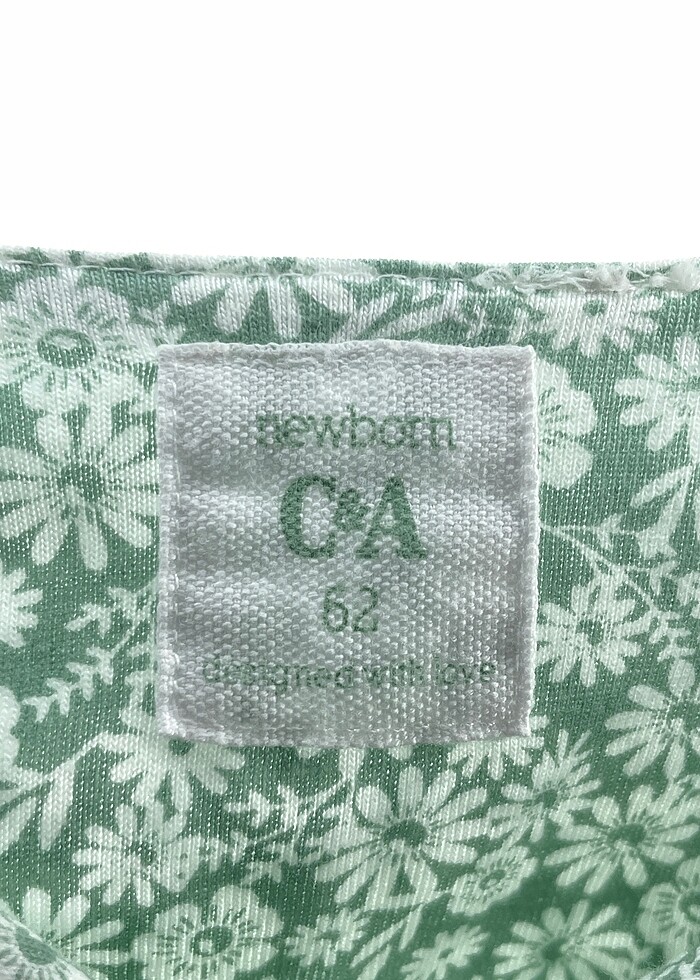 newborn
C&A
62
designed with love